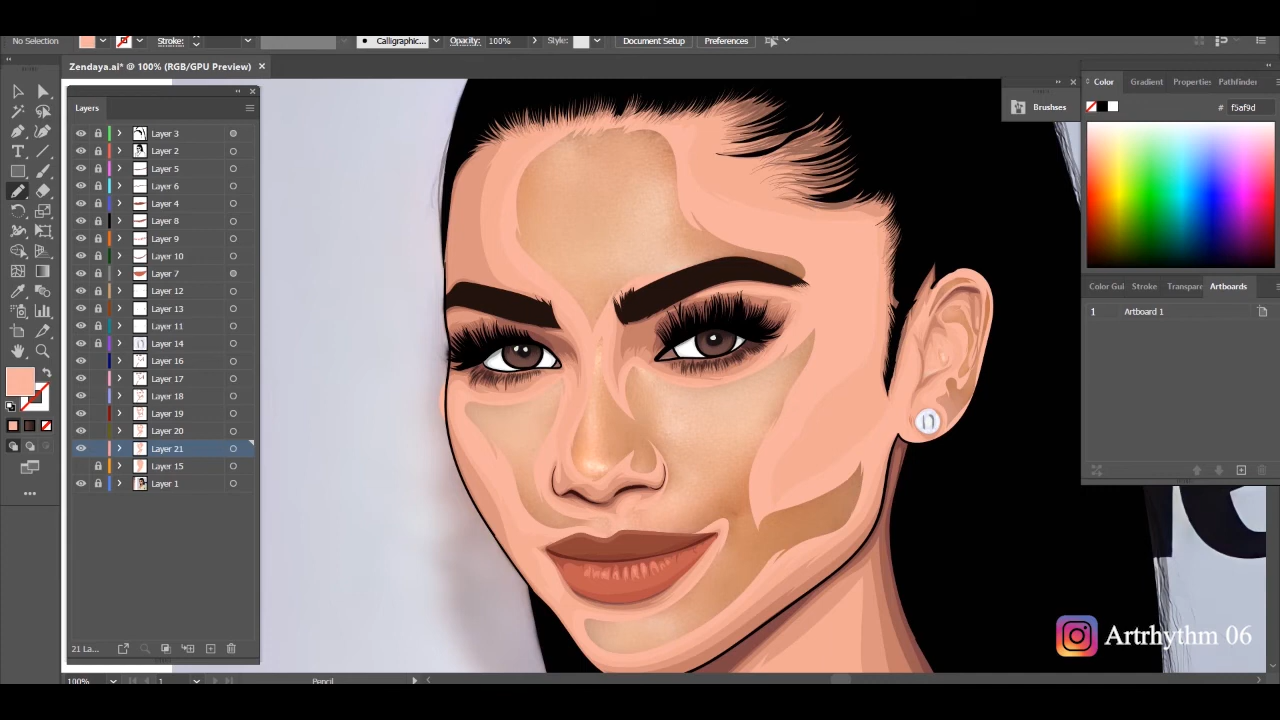 No Selection
Stroke:
Calligraphic...
Opacity:
100%
Style:
Document Setup
Preferences
Zendaya.ai* @ 100% (RGB/GPU Preview)
Layers
Layer 3
Layer 2
Layer 5
Layer 6
Layer 4
Layer 8
Layer 9
Layer 10
Layer 7
Layer 12
Layer 13
Layer 11
Layer 14
Layer 16
Layer 17
Layer 18
Layer 19
Layer 20
Layer 21
Layer 15
Layer 1
21 La...
Brushses
Color
Gradient
Properties
Pathfinder
# f5af9d
Color Gui
Stroke
Transpare
Artboards
1 Artboard 1
Artrhythm 06
100%
1
Pencil